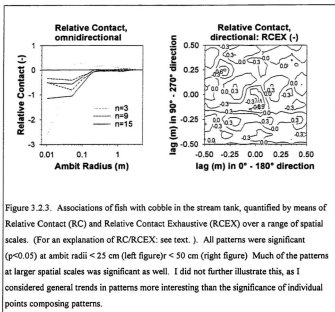 Relative Contact,
omnidirectional
Relative Contact (-)
1
0
-1
-2
-3
n=3
n=9
n=15
0.01
0.1
1
Ambit Radius (m)
Relative Contact,
directional: RCEX (-)
lag (m) in 90° - 270° direction
0.50
0.25
0.00
-0.25
-0.50
-0.50 -0.25 0.00 0.25 0.50
lag (m) in 0° - 180° direction
Figure 3.2.3. Associations of fish with cobble in the stream tank, quantified by means of
Relative Contact (RC) and Relative Contact Exhaustive (RCEX) over a range of spatial
scales. (For an explanation of RC/RCEX: see text. ). All patterns were significant
(p<0.05) at ambit radii < 25 cm (left figure)r < 50 cm (right figure) Much of the patterns
at larger spatial scales was significant as well. I did not further illustrate this, as I
considered general trends in patterns more interesting than the significance of individual
points composing patterns.